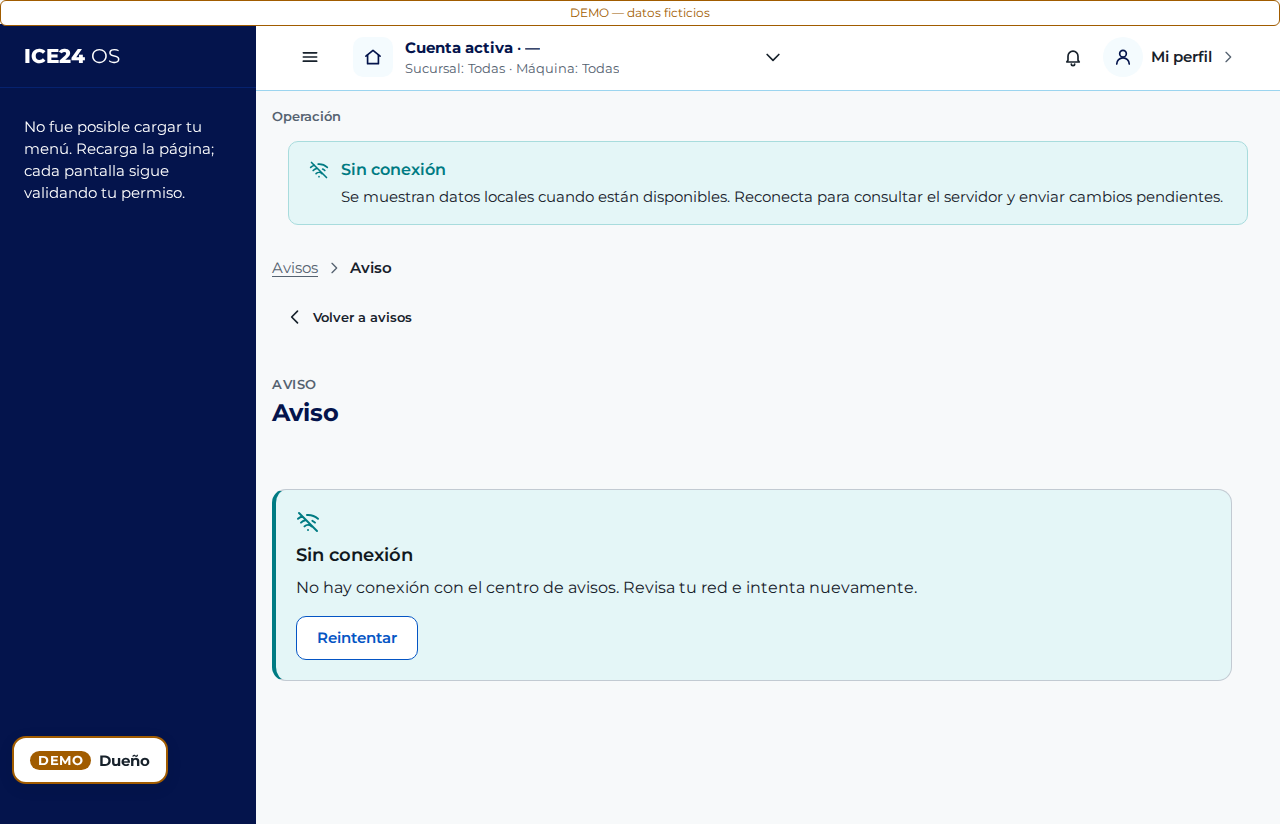 DEMO — datos ficticios
ICE24 OS
Cuenta activa · —
Sucursal: Todas · Máquina: Todas
Mi perfil
No fue posible cargar tu
menú. Recarga la página;
cada pantalla sigue
validando tu permiso.
Operación
Sin conexión
Se muestran datos locales cuando están disponibles. Reconecta para consultar el servidor y enviar cambios pendientes.
Avisos
Aviso
Volver a avisos
AVISO
Aviso
Sin conexión
No hay conexión con el centro de avisos. Revisa tu red e intenta nuevamente.
Reintentar
DEMO Dueño